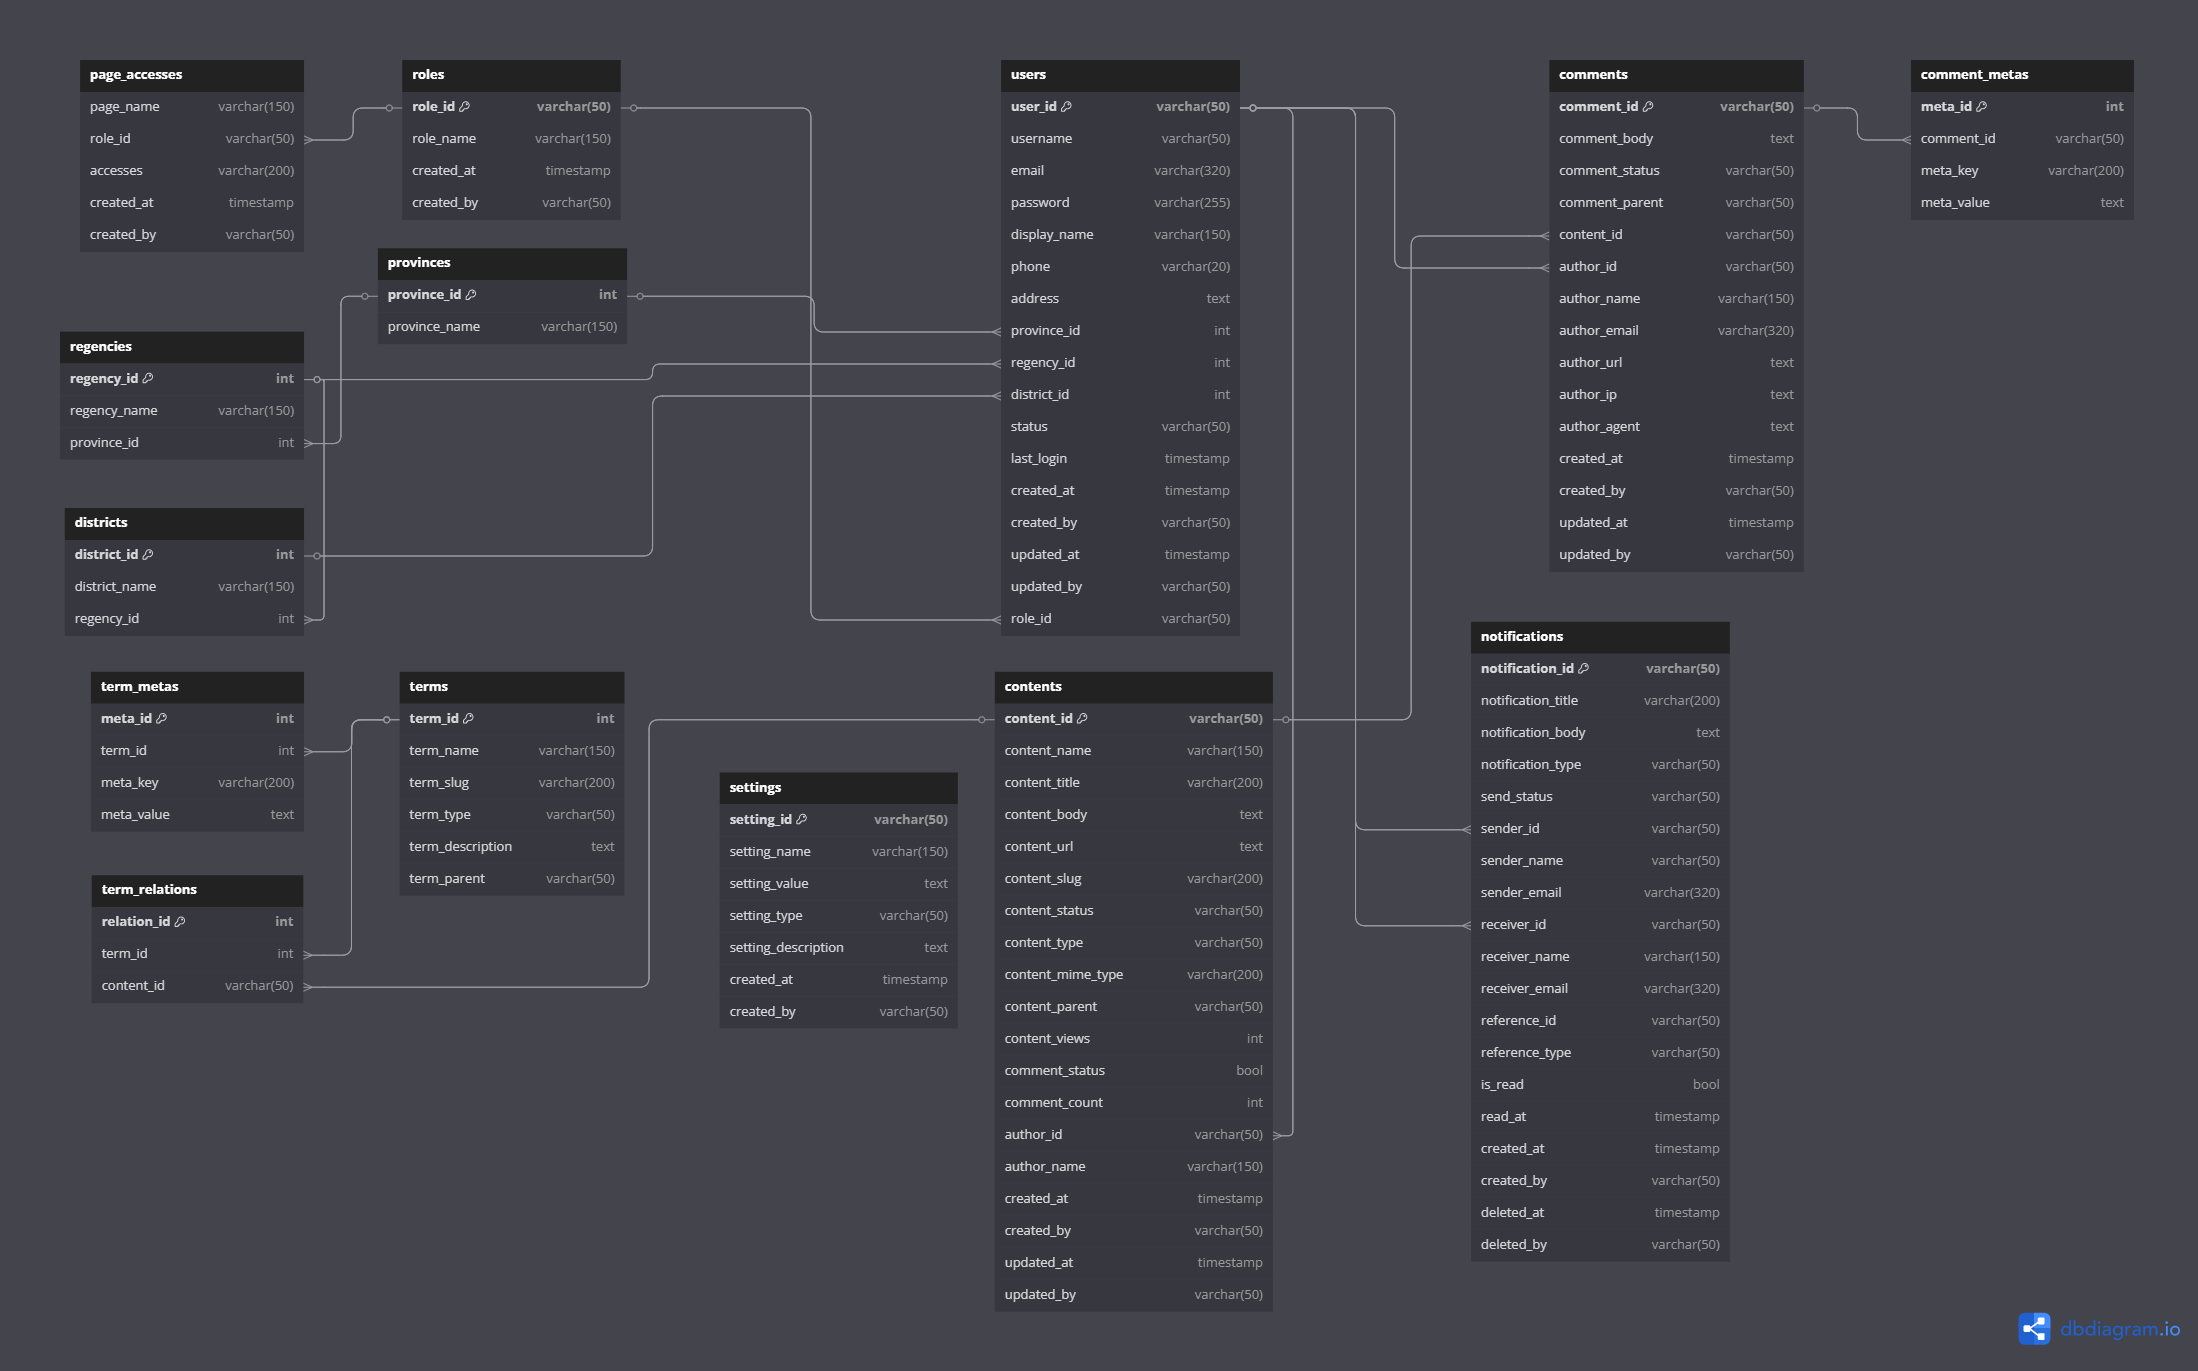 page_accesses
page_name varchar(150)
role_id varchar(50)
accesses varchar(200)
created_at timestamp
created_by varchar(50)
roles
role_id varchar(50)
role_name varchar(150)
created_at timestamp
created_by varchar(50)
provinces
province_id int
province_name varchar(150)
regencies
regency_id int
regency_name varchar(150)
province_id int
districts
district_id int
district_name varchar(150)
regency_id int
term_metas
meta_id int
term_id int
meta_key varchar(200)
meta_value text
terms
term_id int
term_name varchar(150)
term_slug varchar(200)
term_type varchar(50)
term_description text
term_parent varchar(50)
term_relations
relation_id int
term_id int
content_id varchar(50)
settings
setting_id varchar(50)
setting_name varchar(150)
setting_value text
setting_type varchar(50)
setting_description text
created_at timestamp
created_by varchar(50)
users
user_id varchar(50)
username varchar(50)
email varchar(320)
password varchar(255)
display_name varchar(150)
phone varchar(20)
address text
province_id int
regency_id int
district_id int
status varchar(50)
last_login timestamp
created_at timestamp
created_by varchar(50)
updated_at timestamp
updated_by varchar(50)
role_id varchar(50)
contents
content_id varchar(50)
content_name varchar(150)
content_title varchar(200)
content_body text
content_url text
content_slug varchar(200)
content_status varchar(50)
content_type varchar(50)
content_mime_type varchar(200)
content_parent varchar(50)
content_views int
comment_status bool
comment_count int
author_id varchar(50)
author_name varchar(150)
created_at timestamp
created_by varchar(50)
updated_at timestamp
updated_by varchar(50)
comments
comment_id varchar(50)
comment_body text
comment_status varchar(50)
comment_parent varchar(50)
content_id varchar(50)
author_id varchar(50)
author_name varchar(150)
author_email varchar(320)
author_url text
author_ip text
author_agent text
created_at timestamp
created_by varchar(50)
updated_at timestamp
updated_by varchar(50)
comment_metas
meta_id int
comment_id varchar(50)
meta_key varchar(200)
meta_value text
notifications
notification_id varchar(50)
notification_title varchar(200)
notification_body text
notification_type varchar(50)
send_status varchar(50)
sender_id varchar(50)
sender_name varchar(50)
sender_email varchar(320)
receiver_id varchar(50)
receiver_name varchar(150)
receiver_email varchar(320)
reference_id varchar(50)
reference_type varchar(50)
is_read bool
read_at timestamp
created_at timestamp
created_by varchar(50)
deleted_at timestamp
deleted_by varchar(50)
dbdiagram.io